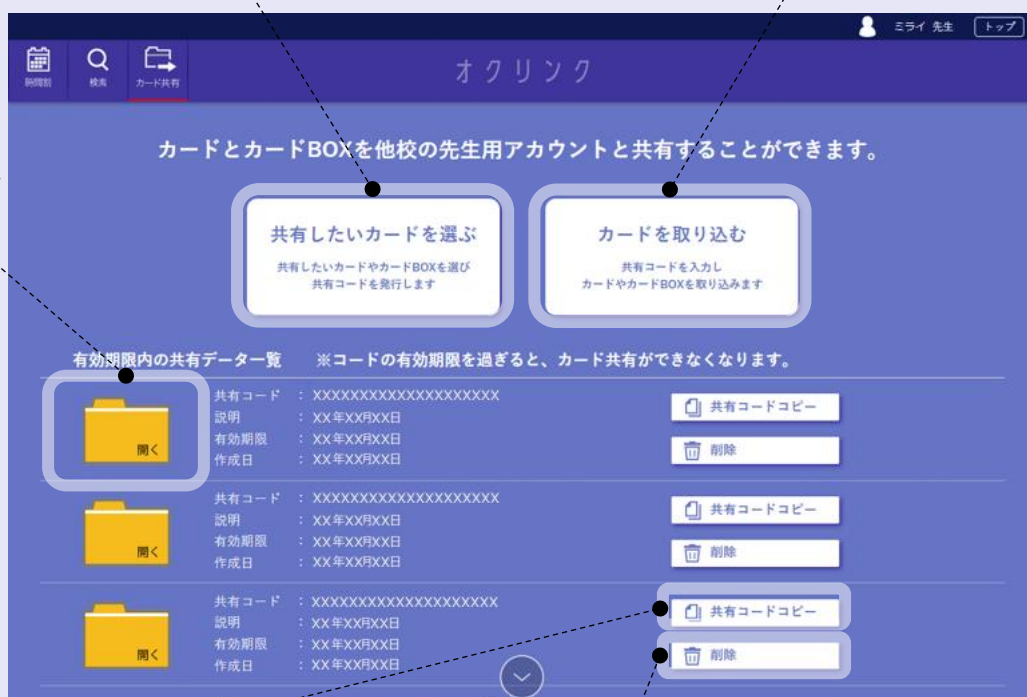 ミライ 先生
トップ
時間割
検索
カード共有
オクリンク
カードとカードBOXを他校の先生用アカウントと共有することができます。
共有したいカードを選ぶ
共有したいカードやカードBOXを選び
共有コードを発行します
カードを取り込む
共有コードを入力し
カードやカードBOXを取り込みます
有効期限内の共有データ一覧 ※コードの有効期限を過ぎると、カード共有ができなくなります。
開く
共有コード : XXXXXXXXXXXXXXXXXXXX
説明 : XX年XX月XX日
有効期限 : XX年XX月XX日
作成日 : XX年XX月XX日
共有コードコピー
削除
開く
共有コード : XXXXXXXXXXXXXXXXXXXX
説明 : XX年XX月XX日
有効期限 : XX年XX月XX日
作成日 : XX年XX月XX日
共有コードコピー
削除
開く
共有コード : XXXXXXXXXXXXXXXXXXXX
説明 : XX年XX月XX日
有効期限 : XX年XX月XX日
作成日 : XX年XX月XX日
共有コードコピー
削除